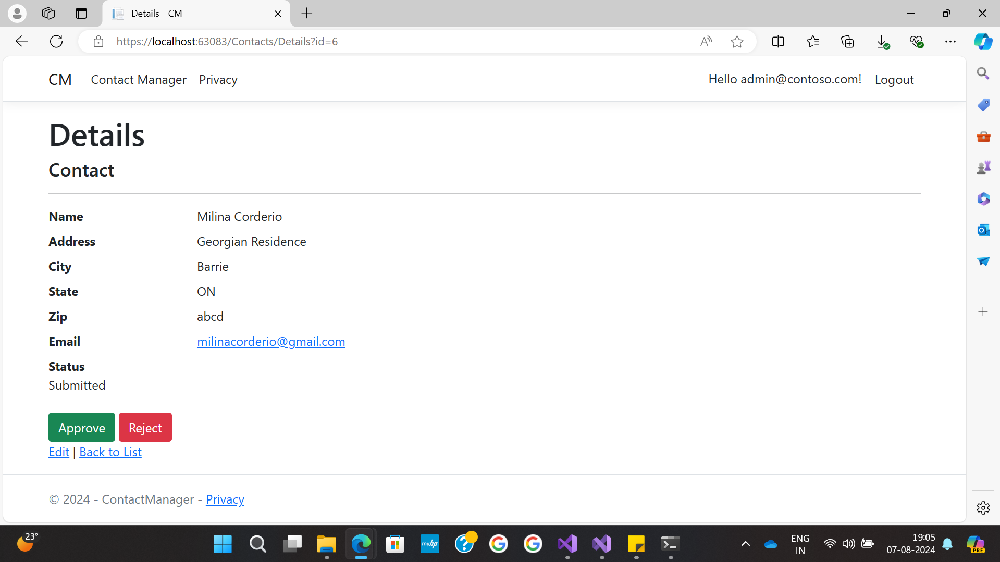 Details - CM
https://localhost:63083/Contacts/Details?id=6
CM Contact Manager Privacy Hello admin@contoso.com! Logout
Details
Contact
Name Milina Corderio
Address Georgian Residence
City Barrie
State ON
Zip abcd
Email milinacorderio@gmail.com
Status
Submitted
Approve Reject
Edit | Back to List
© 2024 - ContactManager - Privacy
23°
myhp
ENG
IN
19:05
07-08-2024
PRE